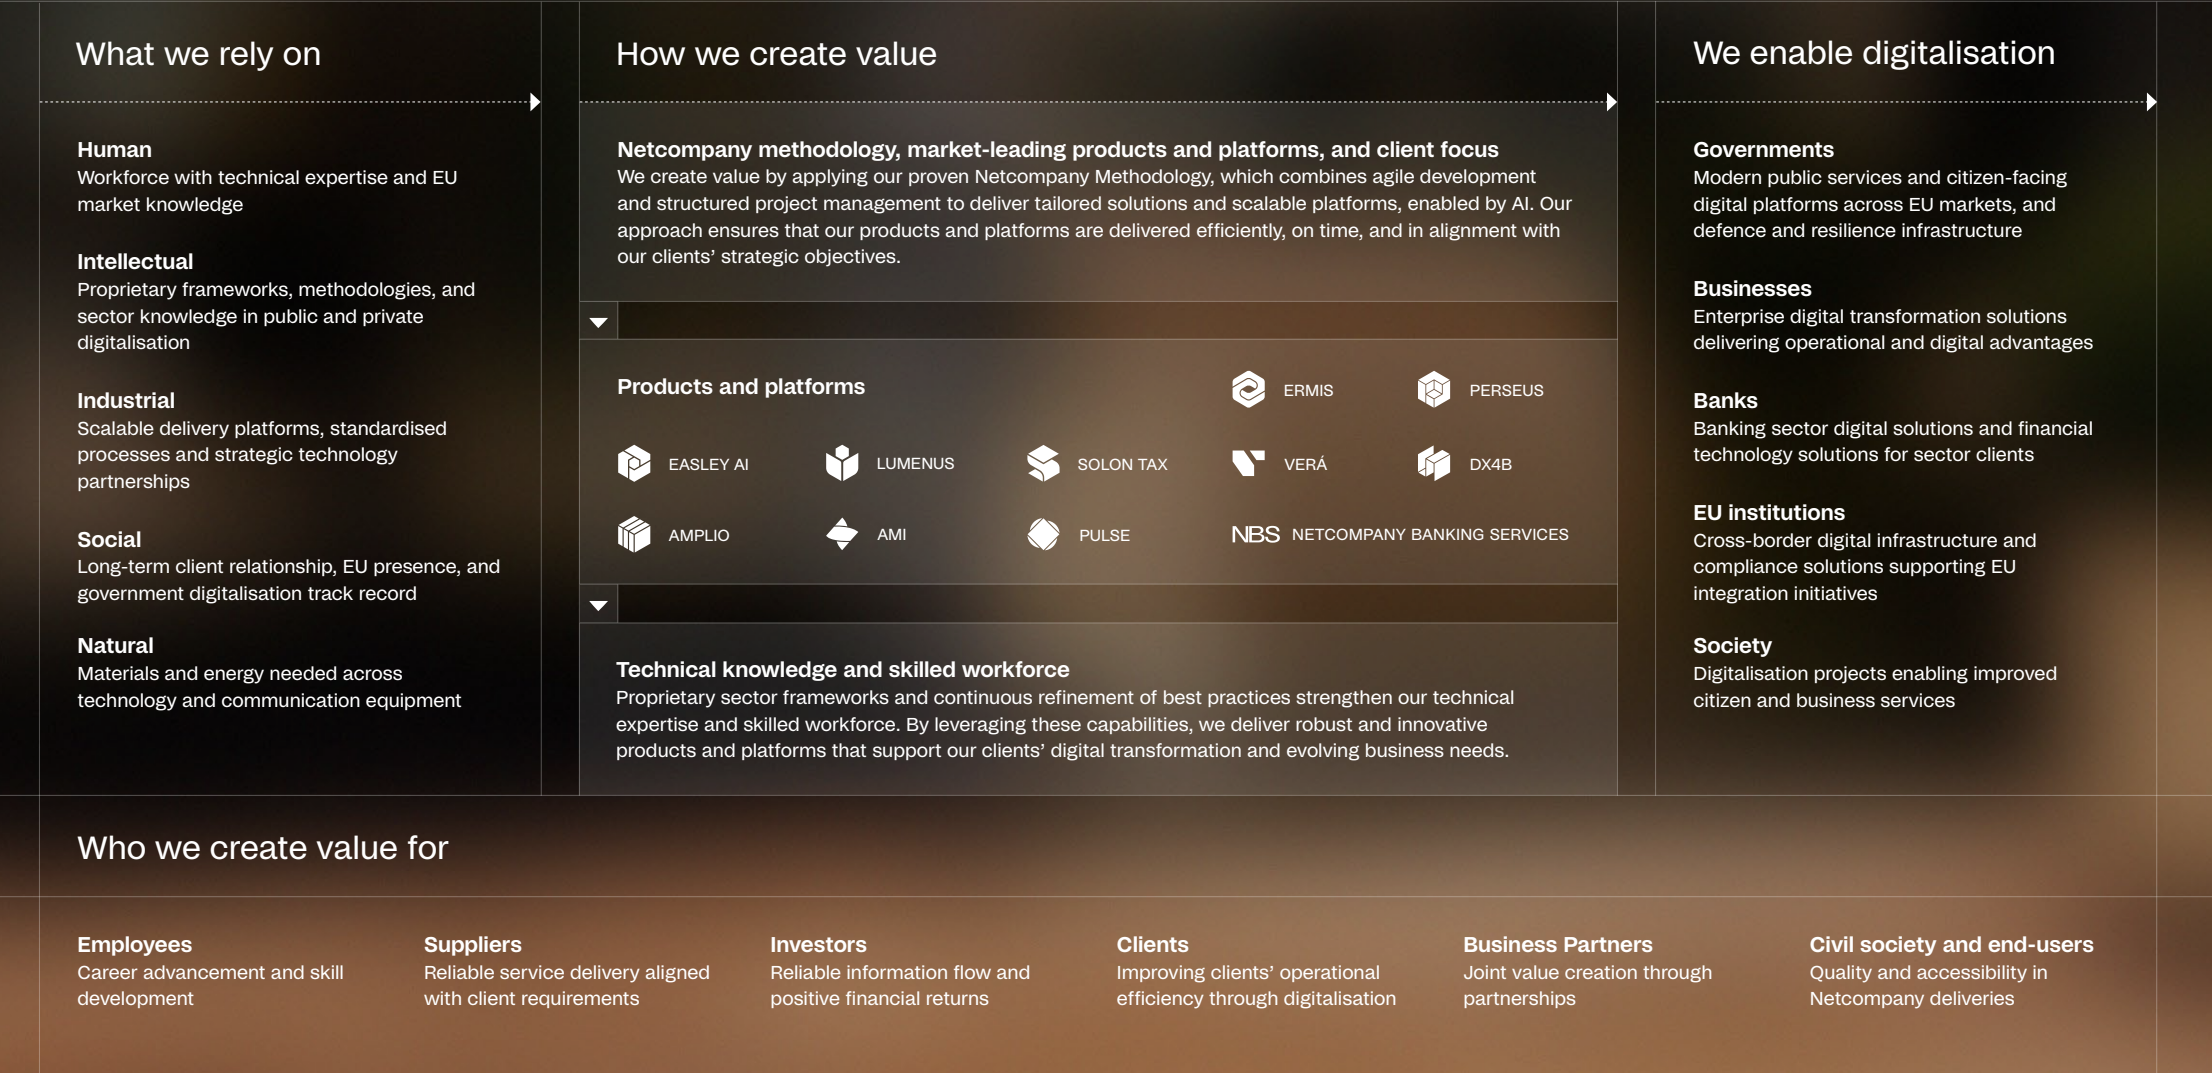 What we rely on
Human
Workforce with technical expertise and EU
market knowledge
Intellectual
Proprietary frameworks, methodologies, and
sector knowledge in public and private
digitalisation
Industrial
Scalable delivery platforms, standardised
processes and strategic technology
partnerships
Social
Long-term client relationship, EU presence, and
government digitalisation track record
Natural
Materials and energy needed across
technology and communication equipment
How we create value
Netcompany methodology, market-leading products and platforms, and client focus
We create value by applying our proven Netcompany Methodology, which combines agile development
and structured project management to deliver tailored solutions and scalable platforms, enabled by AI. Our
approach ensures that our products and platforms are delivered efficiently, on time, and in alignment with
our clients’ strategic objectives.
Products and platforms
ERMIS
PERSEUS
EASLEY AI
LUMENUS
SOLON TAX
VERÁ
DX4B
AMPLIO
AMI
PULSE
NBS NETCOMPANY BANKING SERVICES
Technical knowledge and skilled workforce
Proprietary sector frameworks and continuous refinement of best practices strengthen our technical
expertise and skilled workforce. By leveraging these capabilities, we deliver robust and innovative
products and platforms that support our clients’ digital transformation and evolving business needs.
We enable digitalisation
Governments
Modern public services and citizen-facing
digital platforms across EU markets, and
defence and resilience infrastructure
Businesses
Enterprise digital transformation solutions
delivering operational and digital advantages
Banks
Banking sector digital solutions and financial
technology solutions for sector clients
EU institutions
Cross-border digital infrastructure and
compliance solutions supporting EU
integration initiatives
Society
Digitalisation projects enabling improved
citizen and business services
Who we create value for
Employees
Career advancement and skill
development
Suppliers
Reliable service delivery aligned
with client requirements
Investors
Reliable information flow and
positive financial returns
Clients
Improving clients’ operational
efficiency through digitalisation
Business Partners
Joint value creation through
partnerships
Civil society and end-users
Quality and accessibility in
Netcompany deliveries